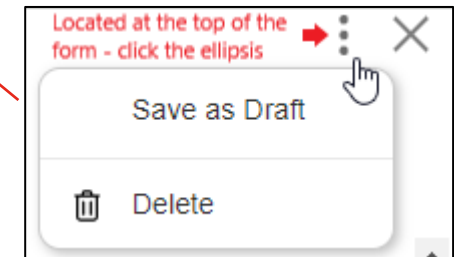 Located at the top of the
form - click the ellipsis
Save as Draft
Delete